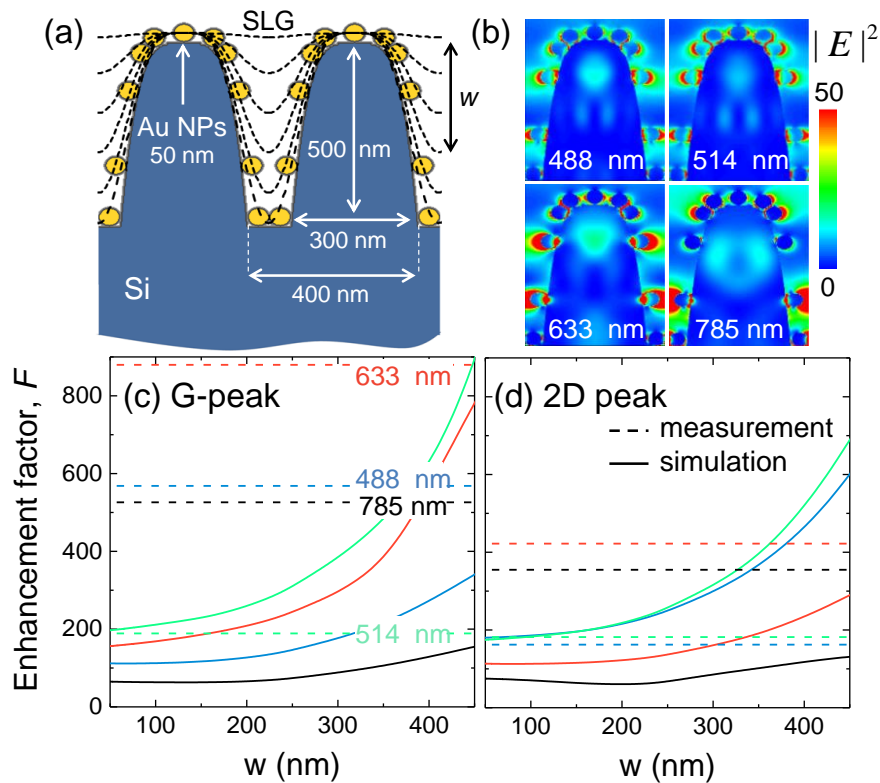 (a)
SLG
w
Au NPs
50 nm
500 nm
300 nm
400 nm
Si
(b)
|E|²
50
0
488 nm
514 nm
633 nm
785 nm
(c) G-peak
633 nm
488 nm
785 nm
514 nm
Enhancement factor, F
800
600
400
200
0
100
200
300
400
w (nm)
(d) 2D peak
measurement
simulation
100
200
300
400
w (nm)